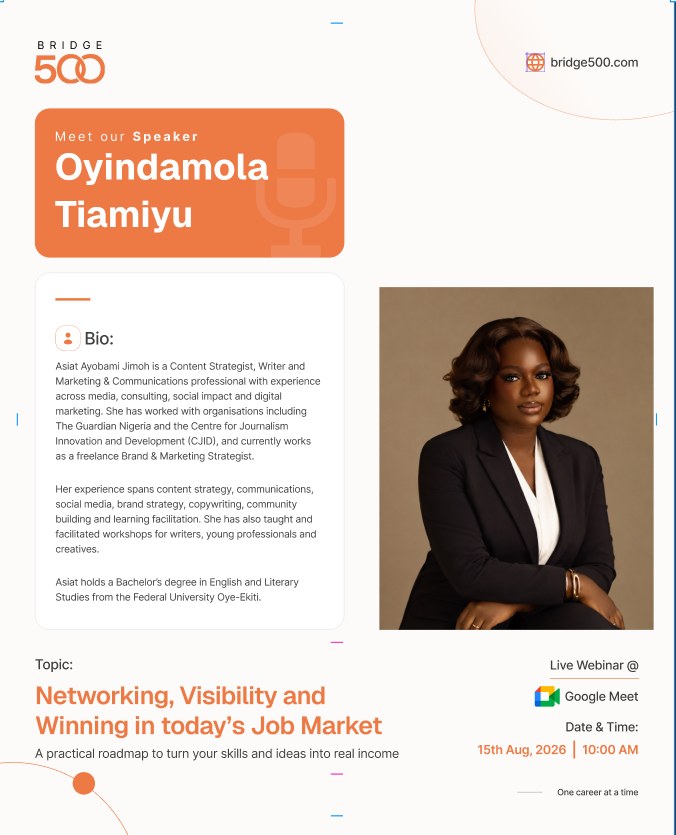 BRIDGE
500
bridge500.com
Meet our Speaker
Oyindamola
Tiamiyu
Bio:
Asiat Ayobami Jimoh is a Content Strategist, Writer and
Marketing & Communications professional with experience
across media, consulting, social impact and digital
marketing. She has worked with organisations including
The Guardian Nigeria and the Centre for Journalism
Innovation and Development (CJID), and currently works
as a freelance Brand & Marketing Strategist.
Her experience spans content strategy, communications,
social media, brand strategy, copywriting, community
building and learning facilitation. She has also taught and
facilitated workshops for writers, young professionals and
creatives.
Asiat holds a Bachelor's degree in English and Literary
Studies from the Federal University Oye-Ekiti.
Topic:
Networking, Visibility and
Winning in today's Job Market
A practical roadmap to turn your skills and ideas into real income
Live Webinar @
Google Meet
Date & Time:
15th Aug, 2026 | 10:00 AM
One career at a time